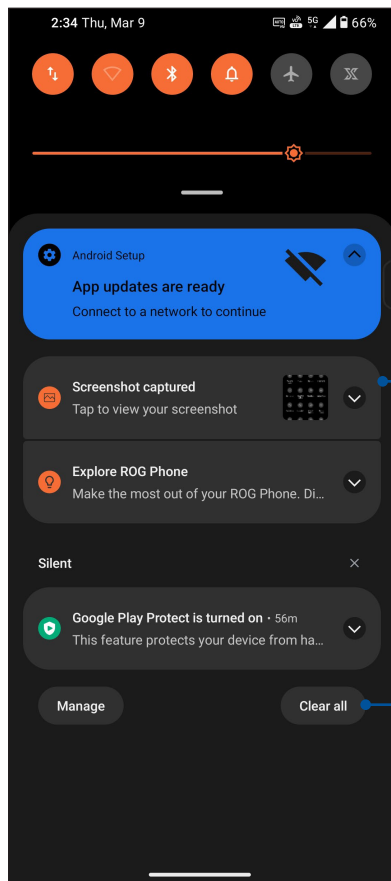 2:34 Thu, Mar 9 5G 66%
Android Setup
App updates are ready
Connect to a network to continue
Screenshot captured
Tap to view your screenshot
Explore ROG Phone
Make the most out of your ROG Phone. Di...
Silent
Google Play Protect is turned on • 56m
This feature protects your device from ha...
Manage Clear all